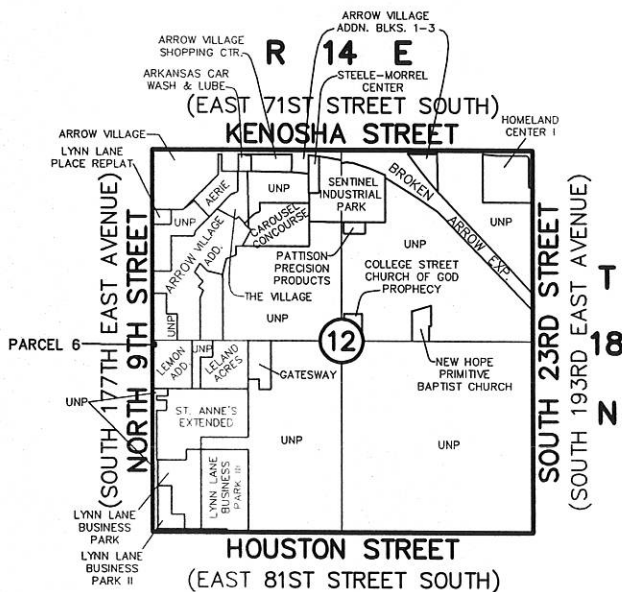 ARROW VILLAGE
ADDN. BLKS. 1-3
ARROW VILLAGE
SHOPPING CTR.
R 14 E
STEELE-MORREL
CENTER
ARKANSAS CAR
WASH & LUBE
(EAST 71ST STREET SOUTH)
KENOSHA STREET
HOMELAND
CENTER I
ARROW VILLAGE
LYNN LANE
PLACE REPLAT
AERIE
UNP
SENTINEL
INDUSTRIAL
PARK
BROKEN
ARROW EXP.
UNP
UNP
CAROUSEL
CONCOURSE
ARROW VILLAGE
ADD.
PATTISON
PRECISION
PRODUCTS
UNP
COLLEGE STREET
CHURCH OF GOD
PROPHECY
THE VILLAGE
UNP
UNP
12
PARCEL 6
LEMON
ADD.
UNP
LELAND
ACRES
GATESWAY
NEW HOPE
PRIMITIVE
BAPTIST CHURCH
UNP
ST. ANNE'S
EXTENDED
UNP
UNP
LYNN LANE
BUSINESS
PARK III
LYNN LANE
BUSINESS
PARK
LYNN LANE
BUSINESS
PARK II
(SOUTH 177TH EAST AVENUE)
NORTH 9TH STREET
SOUTH 23RD STREET
(SOUTH 193RD EAST AVENUE)
T
18
N
HOUSTON STREET
(EAST 81ST STREET SOUTH)